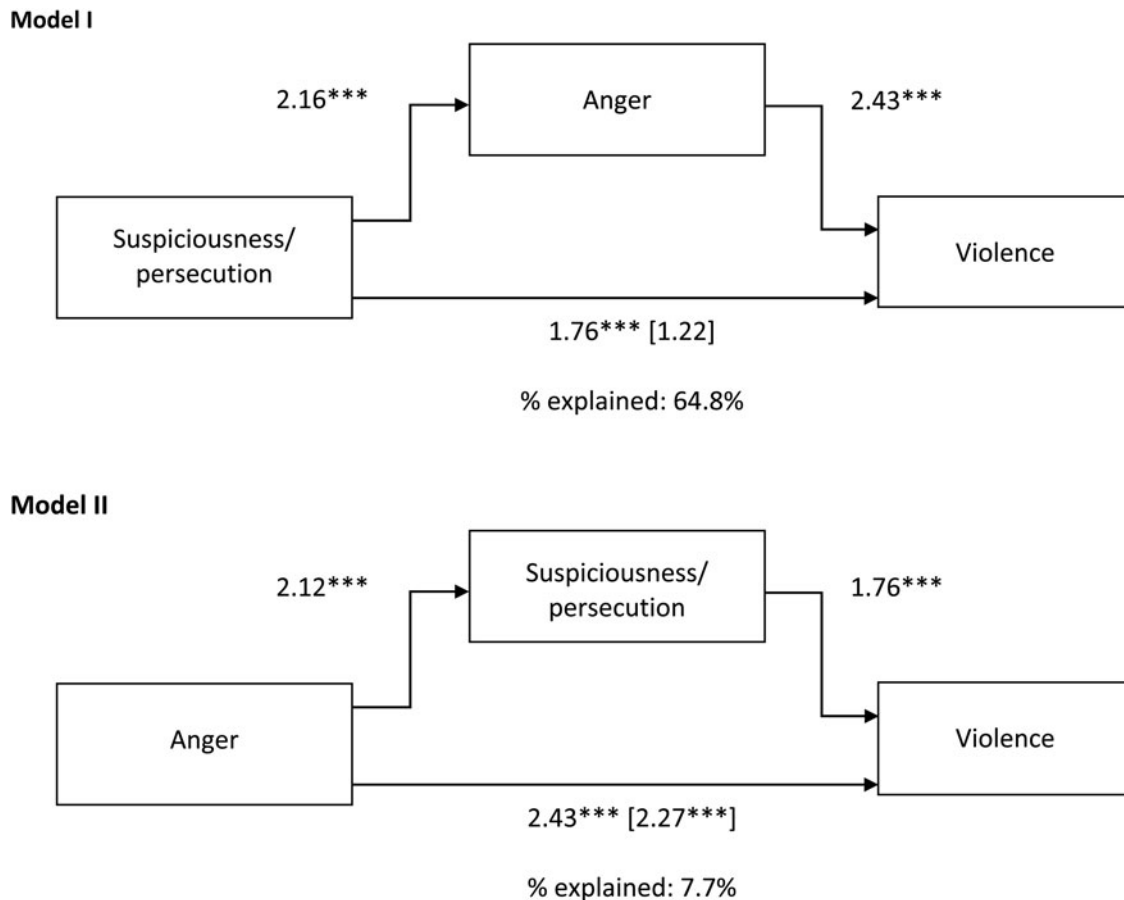 Model I
2.16***
Anger
2.43***
Suspiciousness/
persecution
Violence
1.76*** [1.22]
% explained: 64.8%
Model II
2.12***
Suspiciousness/
persecution
1.76***
Anger
Violence
2.43*** [2.27***]
% explained: 7.7%